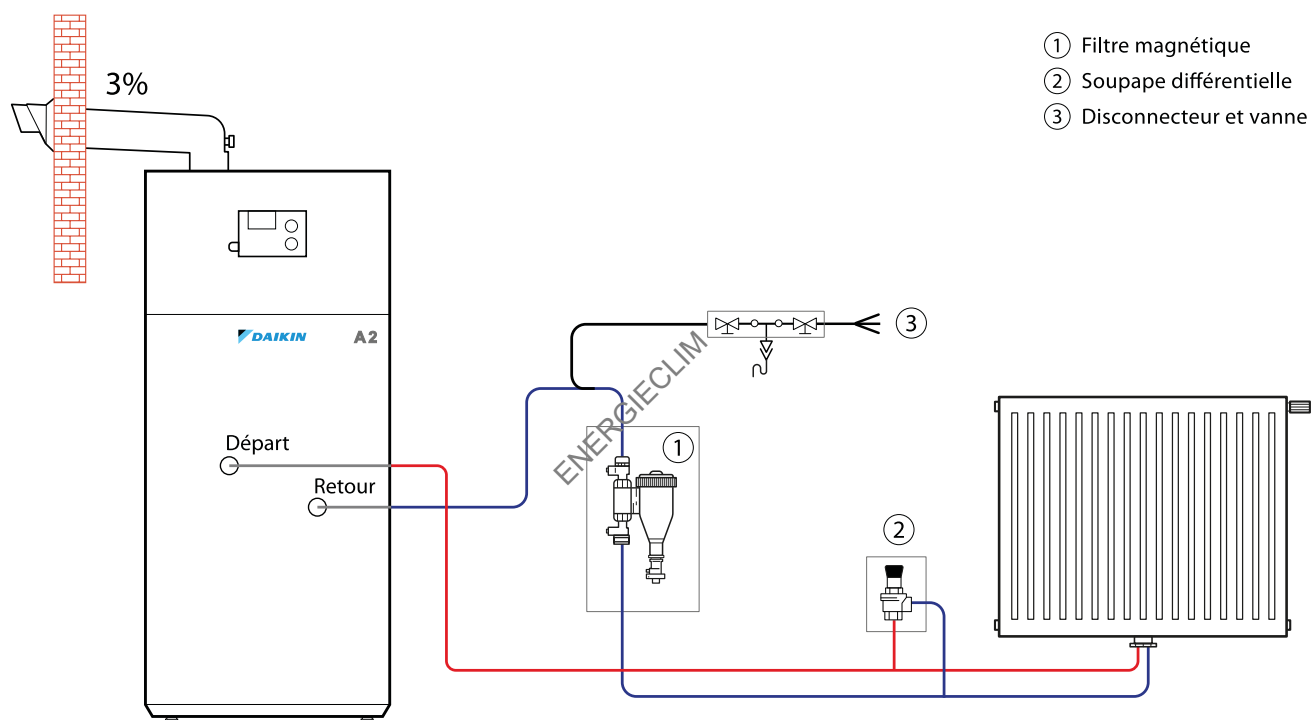 3%
① Filtre magnétique
② Soupape différentielle
③ Disconnecteur et vanne
DAIKIN A2
③
ENERGIECLIM
Départ
①
Retour
②